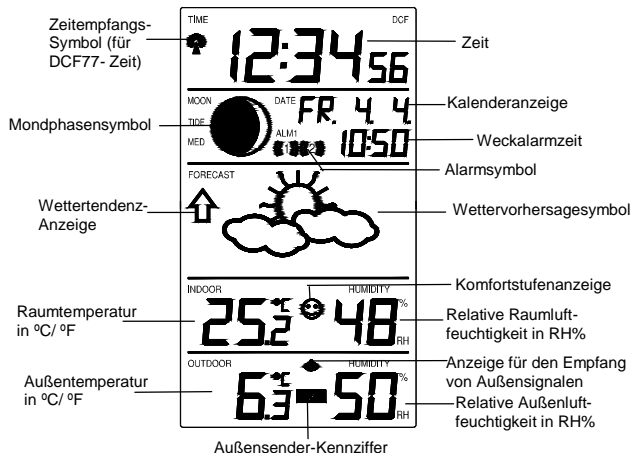 Zeitempfangs-
Symbol (für
DCF77- Zeit)
TIME
DCF
12:34 56
Zeit
MOON
TIDE
MED
DATE
FR. 4. 4.
Kalenderanzeige
Mondphasensymbol
ALM1
(1) (2)
10:50
Weckalarmzeit
Alarmsymbol
FORECAST
Wettertendenz-
Anzeige
Wettervorhersagesymbol
Komfortstufenanzeige
INDOOR
HUMIDITY
Raumtemperatur
in ºC/ ºF
25.2 °C
48 %
RH
Relative Raumluft-
feuchtigkeit in RH%
OUTDOOR
HUMIDITY
Anzeige für den Empfang
von Außensignalen
Außentemperatur
in ºC/ ºF
6.3 °C
50 %
RH
Relative Außenluft-
feuchtigkeit in RH%
Außensender-Kennziffer